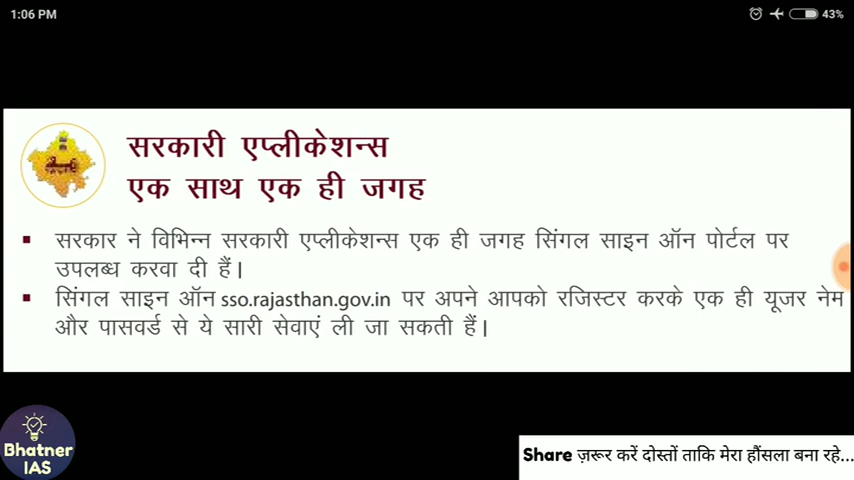 1:06 PM
43%
सरकारी एप्लीकेशन्स
एक साथ एक ही जगह
▪ सरकार ने विभिन्न सरकारी एप्लीकेशन्स एक ही जगह सिंगल साइन ऑन पोर्टल पर
उपलब्ध करवा दी हैं।
▪ सिंगल साइन ऑन sso.rajasthan.gov.in पर अपने आपको रजिस्टर करके एक ही यूजर नेम
और पासवर्ड से ये सारी सेवाएं ली जा सकती हैं।
Bhatner
IAS
Share ज़रूर करें दोस्तों ताकि मेरा हौंसला बना रहे...